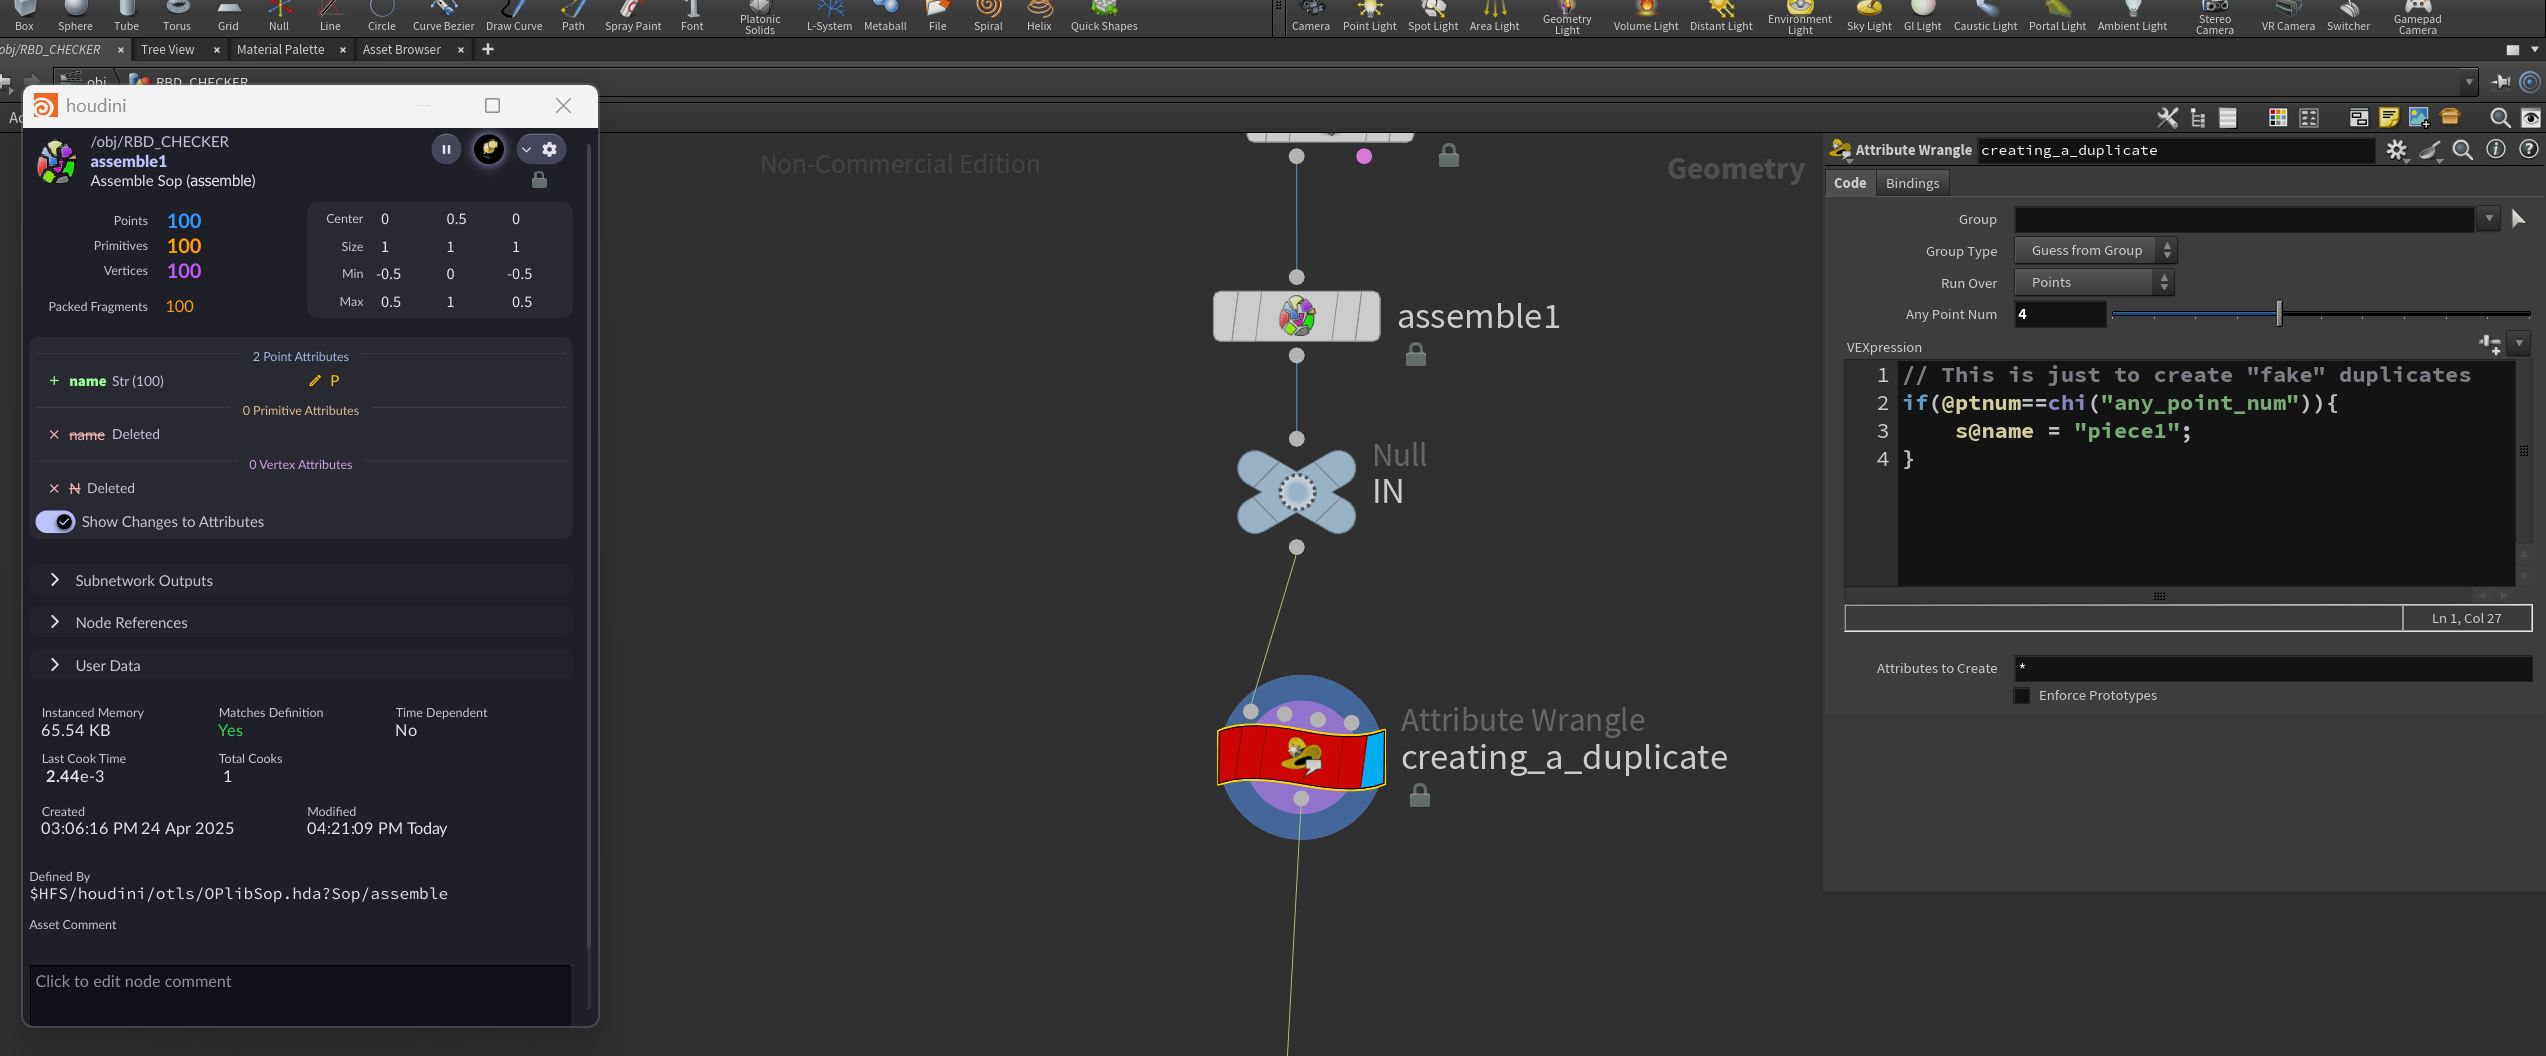 Box
Sphere
Tube
Torus
Grid
Null
Line
Circle
Curve Bezier
Draw Curve
Path
Spray Paint
Font
Platonic Solids
L-System
Metaball
File
Spiral
Helix
Quick Shapes
Camera
Point Light
Spot Light
Area Light
Geometry Light
Volume Light
Distant Light
Environment Light
Sky Light
GI Light
Caustic Light
Portal Light
Ambient Light
Stereo Camera
VR Camera
Switcher
Gamepad Camera
obj/RBD_CHECKER
Tree View
Material Palette
Asset Browser
obj
RBD_CHECKER
houdini
/obj/RBD_CHECKER
assemble1
Assemble Sop (assemble)
Points 100
Primitives 100
Vertices 100
Packed Fragments 100
Center 0 0.5 0
Size 1 1 1
Min -0.5 0 -0.5
Max 0.5 1 0.5
2 Point Attributes
+ name Str (100)
P
0 Primitive Attributes
name Deleted
0 Vertex Attributes
N Deleted
Show Changes to Attributes
Subnetwork Outputs
Node References
User Data
Instanced Memory
65.54 KB
Matches Definition
Yes
Time Dependent
No
Last Cook Time
2.44e-3
Total Cooks
1
Created
03:06:16 PM 24 Apr 2025
Modified
04:21:09 PM Today
Defined By
$HFS/houdini/otls/OPlibSop.hda?Sop/assemble
Asset Comment
Click to edit node comment
Non-Commercial Edition
Geometry
assemble1
Null
IN
Attribute Wrangle
creating_a_duplicate
Attribute Wrangle creating_a_duplicate
Code
Bindings
Group
Group Type Guess from Group
Run Over Points
Any Point Num 4
VEXpression
1 // This is just to create "fake" duplicates
2 if(@ptnum==chi("any_point_num")){
3 s@name = "piece1";
4 }
Ln 1, Col 27
Attributes to Create *
Enforce Prototypes